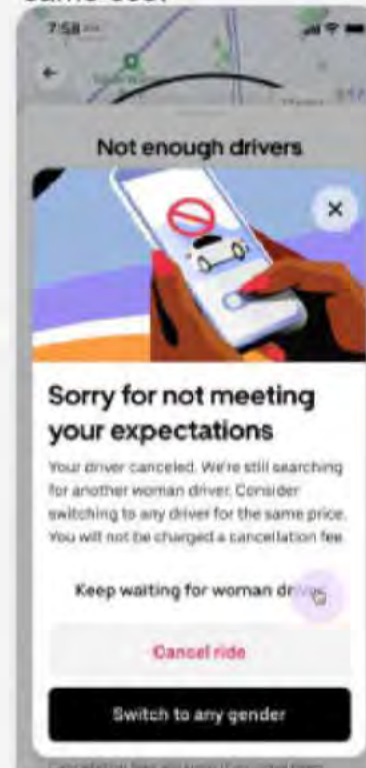 7:58
Not enough drivers
Sorry for not meeting
your expectations
Your driver canceled. We're still searching
for another woman driver. Consider
switching to any driver for the same price.
You will not be charged a cancellation fee.
Keep waiting for woman driver
Cancel ride
Switch to any gender